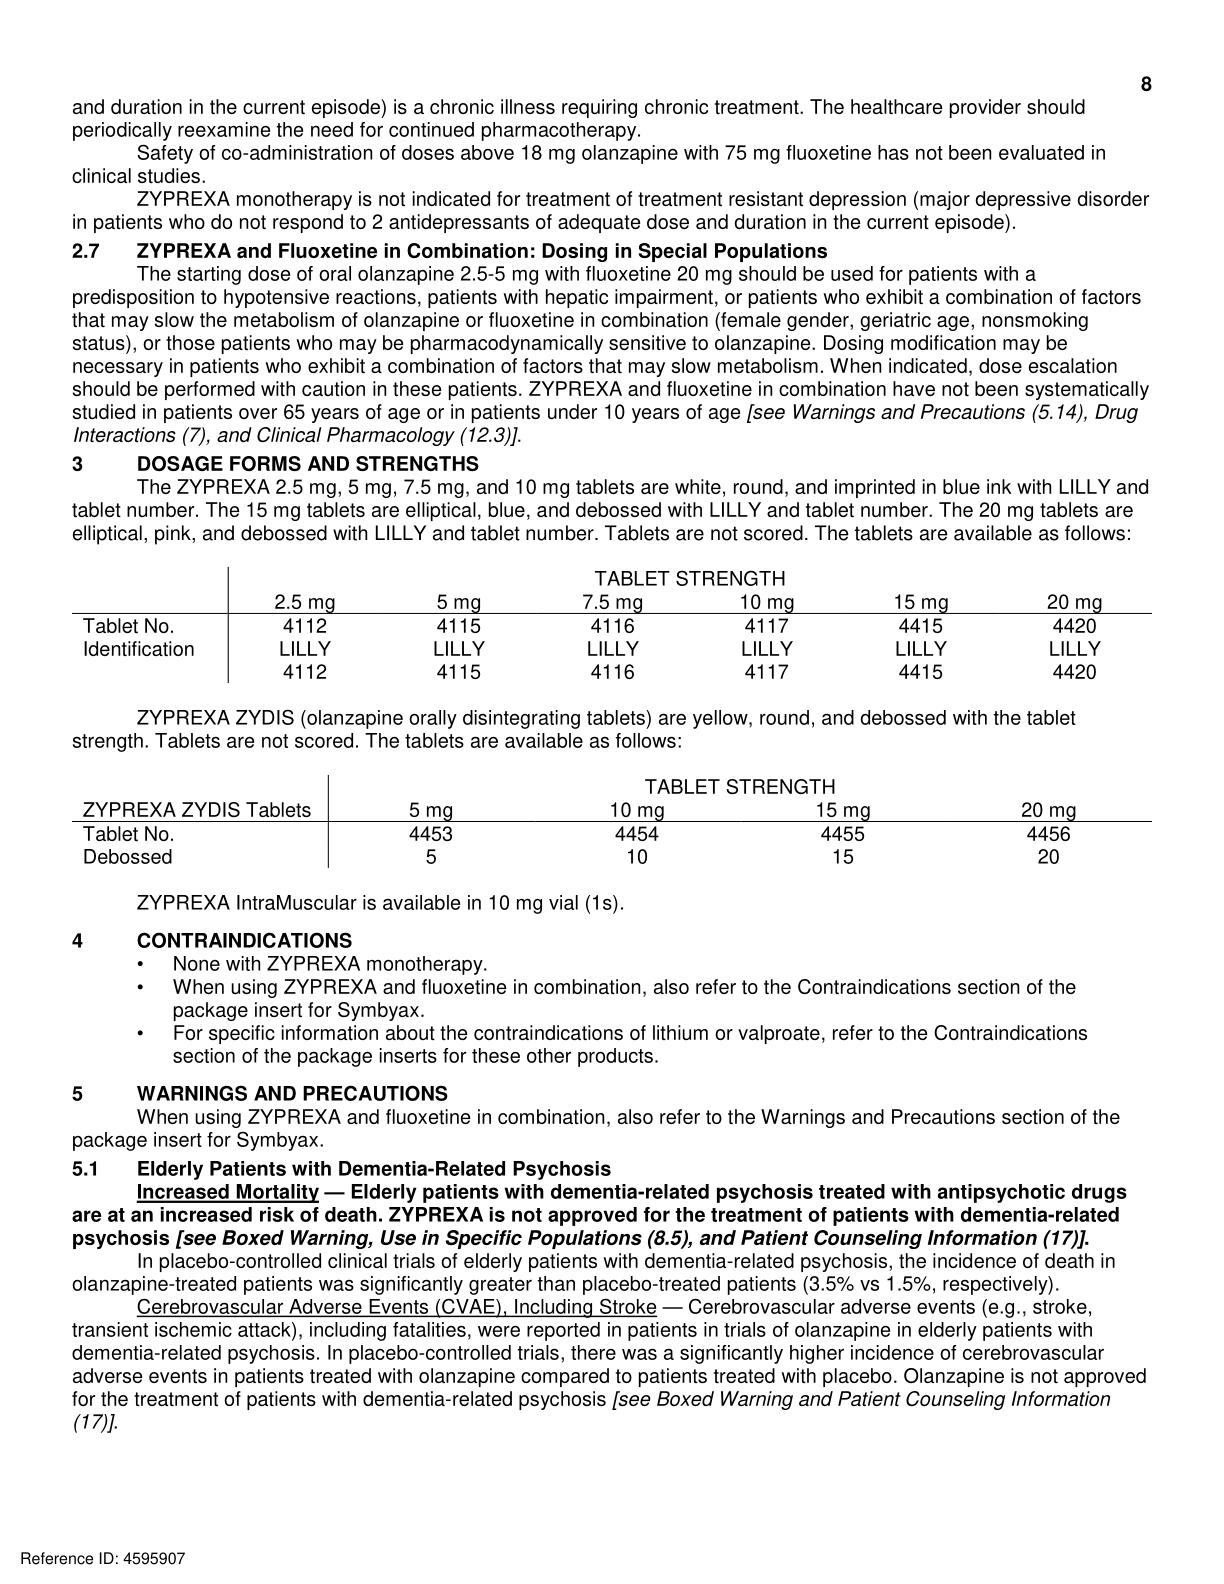 8
and duration in the current episode) is a chronic illness requiring chronic treatment. The healthcare provider should
periodically reexamine the need for continued pharmacotherapy.
Safety of co-administration of doses above 18 mg olanzapine with 75 mg fluoxetine has not been evaluated in
clinical studies.
ZYPREXA monotherapy is not indicated for treatment of treatment resistant depression (major depressive disorder
in patients who do not respond to 2 antidepressants of adequate dose and duration in the current episode).
2.7 ZYPREXA and Fluoxetine in Combination: Dosing in Special Populations
The starting dose of oral olanzapine 2.5-5 mg with fluoxetine 20 mg should be used for patients with a
predisposition to hypotensive reactions, patients with hepatic impairment, or patients who exhibit a combination of factors
that may slow the metabolism of olanzapine or fluoxetine in combination (female gender, geriatric age, nonsmoking
status), or those patients who may be pharmacodynamically sensitive to olanzapine. Dosing modification may be
necessary in patients who exhibit a combination of factors that may slow metabolism. When indicated, dose escalation
should be performed with caution in these patients. ZYPREXA and fluoxetine in combination have not been systematically
studied in patients over 65 years of age or in patients under 10 years of age [see Warnings and Precautions (5.14), Drug
Interactions (7), and Clinical Pharmacology (12.3)].
3 DOSAGE FORMS AND STRENGTHS
The ZYPREXA 2.5 mg, 5 mg, 7.5 mg, and 10 mg tablets are white, round, and imprinted in blue ink with LILLY and
tablet number. The 15 mg tablets are elliptical, blue, and debossed with LILLY and tablet number. The 20 mg tablets are
elliptical, pink, and debossed with LILLY and tablet number. Tablets are not scored. The tablets are available as follows:
TABLET STRENGTH
2.5 mg 5 mg 7.5 mg 10 mg 15 mg 20 mg
Tablet No. 4112 4115 4116 4117 4415 4420
Identification LILLY LILLY LILLY LILLY LILLY LILLY
4112 4115 4116 4117 4415 4420
ZYPREXA ZYDIS (olanzapine orally disintegrating tablets) are yellow, round, and debossed with the tablet
strength. Tablets are not scored. The tablets are available as follows:
TABLET STRENGTH
ZYPREXA ZYDIS Tablets 5 mg 10 mg 15 mg 20 mg
Tablet No. 4453 4454 4455 4456
Debossed 5 10 15 20
ZYPREXA IntraMuscular is available in 10 mg vial (1s).
4 CONTRAINDICATIONS
• None with ZYPREXA monotherapy.
• When using ZYPREXA and fluoxetine in combination, also refer to the Contraindications section of the
package insert for Symbyax.
• For specific information about the contraindications of lithium or valproate, refer to the Contraindications
section of the package inserts for these other products.
5 WARNINGS AND PRECAUTIONS
When using ZYPREXA and fluoxetine in combination, also refer to the Warnings and Precautions section of the
package insert for Symbyax.
5.1 Elderly Patients with Dementia-Related Psychosis
Increased Mortality — Elderly patients with dementia-related psychosis treated with antipsychotic drugs
are at an increased risk of death. ZYPREXA is not approved for the treatment of patients with dementia-related
psychosis [see Boxed Warning, Use in Specific Populations (8.5), and Patient Counseling Information (17)].
In placebo-controlled clinical trials of elderly patients with dementia-related psychosis, the incidence of death in
olanzapine-treated patients was significantly greater than placebo-treated patients (3.5% vs 1.5%, respectively).
Cerebrovascular Adverse Events (CVAE), Including Stroke — Cerebrovascular adverse events (e.g., stroke,
transient ischemic attack), including fatalities, were reported in patients in trials of olanzapine in elderly patients with
dementia-related psychosis. In placebo-controlled trials, there was a significantly higher incidence of cerebrovascular
adverse events in patients treated with olanzapine compared to patients treated with placebo. Olanzapine is not approved
for the treatment of patients with dementia-related psychosis [see Boxed Warning and Patient Counseling Information
(17)].
Reference ID: 4595907